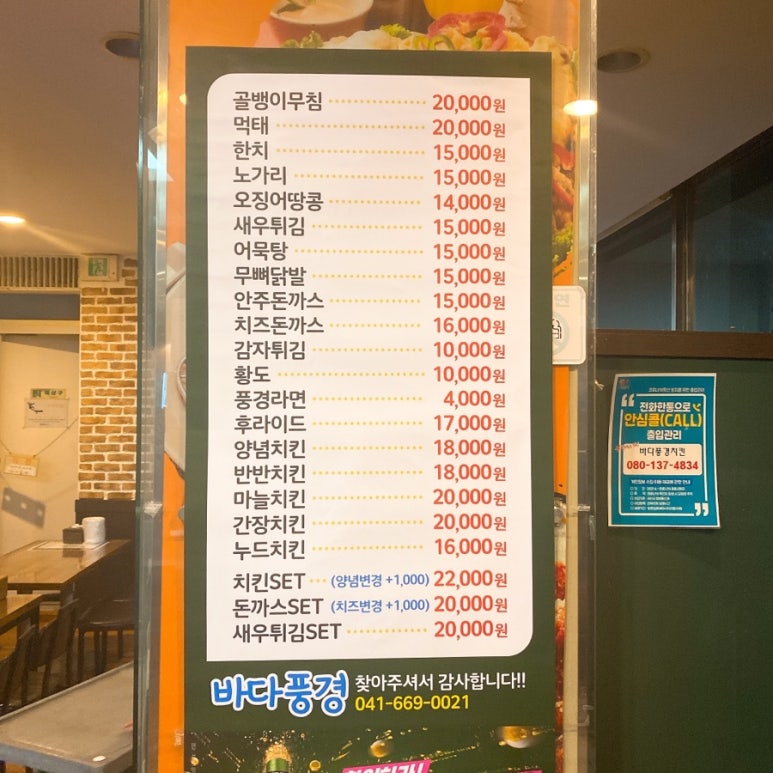 골뱅이무침 20,000원
먹태 20,000원
한치 15,000원
노가리 15,000원
오징어땅콩 14,000원
새우튀김 15,000원
어묵탕 15,000원
무뼈닭발 15,000원
안주돈까스 15,000원
치즈돈까스 16,000원
감자튀김 10,000원
황도 10,000원
풍경라면 4,000원
후라이드 17,000원
양념치킨 18,000원
반반치킨 18,000원
마늘치킨 20,000원
간장치킨 20,000원
누드치킨 16,000원
치킨SET (양념변경 +1,000) 22,000원
돈까스SET (치즈변경 +1,000) 20,000원
새우튀김SET 20,000원
바다풍경 찾아주셔서 감사합니다!!
041-669-0021
전화한통으로
안심콜(CALL)
출입관리
바다풍경치킨
080-137-4834